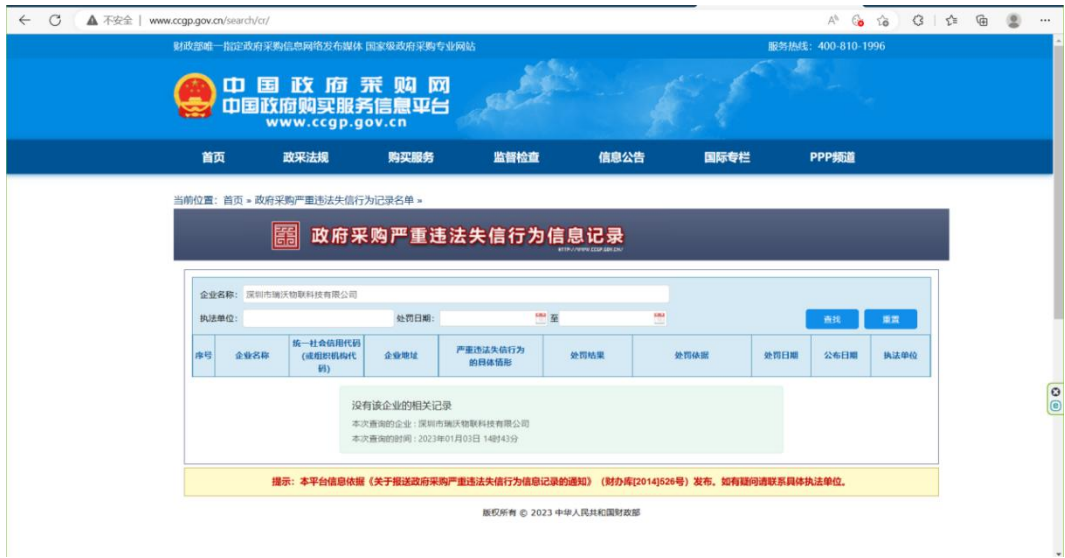 不安全 | www.ccgp.gov.cn/search/cr/
财政部唯一指定政府采购信息网络发布媒体 国家级政府采购专业网站
服务热线：400-810-1996
中国政府采购网
中国政府购买服务信息平台
www.ccgp.gov.cn
首页 政采法规 购买服务 监督检查 信息公告 国际专栏 PPP频道
当前位置：首页 » 政府采购严重违法失信行为记录名单 »
政府采购严重违法失信行为信息记录
HTTP://WWW.CCGP.GOV.CN/
企业名称：深圳市瑞沃物联科技有限公司
执法单位： 处罚日期： 至 查找 重置
序号 企业名称 统一社会信用代码(或组织机构代码) 企业地址 严重违法失信行为的具体情形 处罚结果 处罚依据 处罚日期 公布日期 执法单位
没有该企业的相关记录
本次查询的企业：深圳市瑞沃物联科技有限公司
本次查询的时间：2023年01月03日 14时43分
提示：本平台信息依据《关于报送政府采购严重违法失信行为信息记录的通知》（财办库[2014]526号）发布。如有疑问请联系具体执法单位。
版权所有 © 2023 中华人民共和国财政部